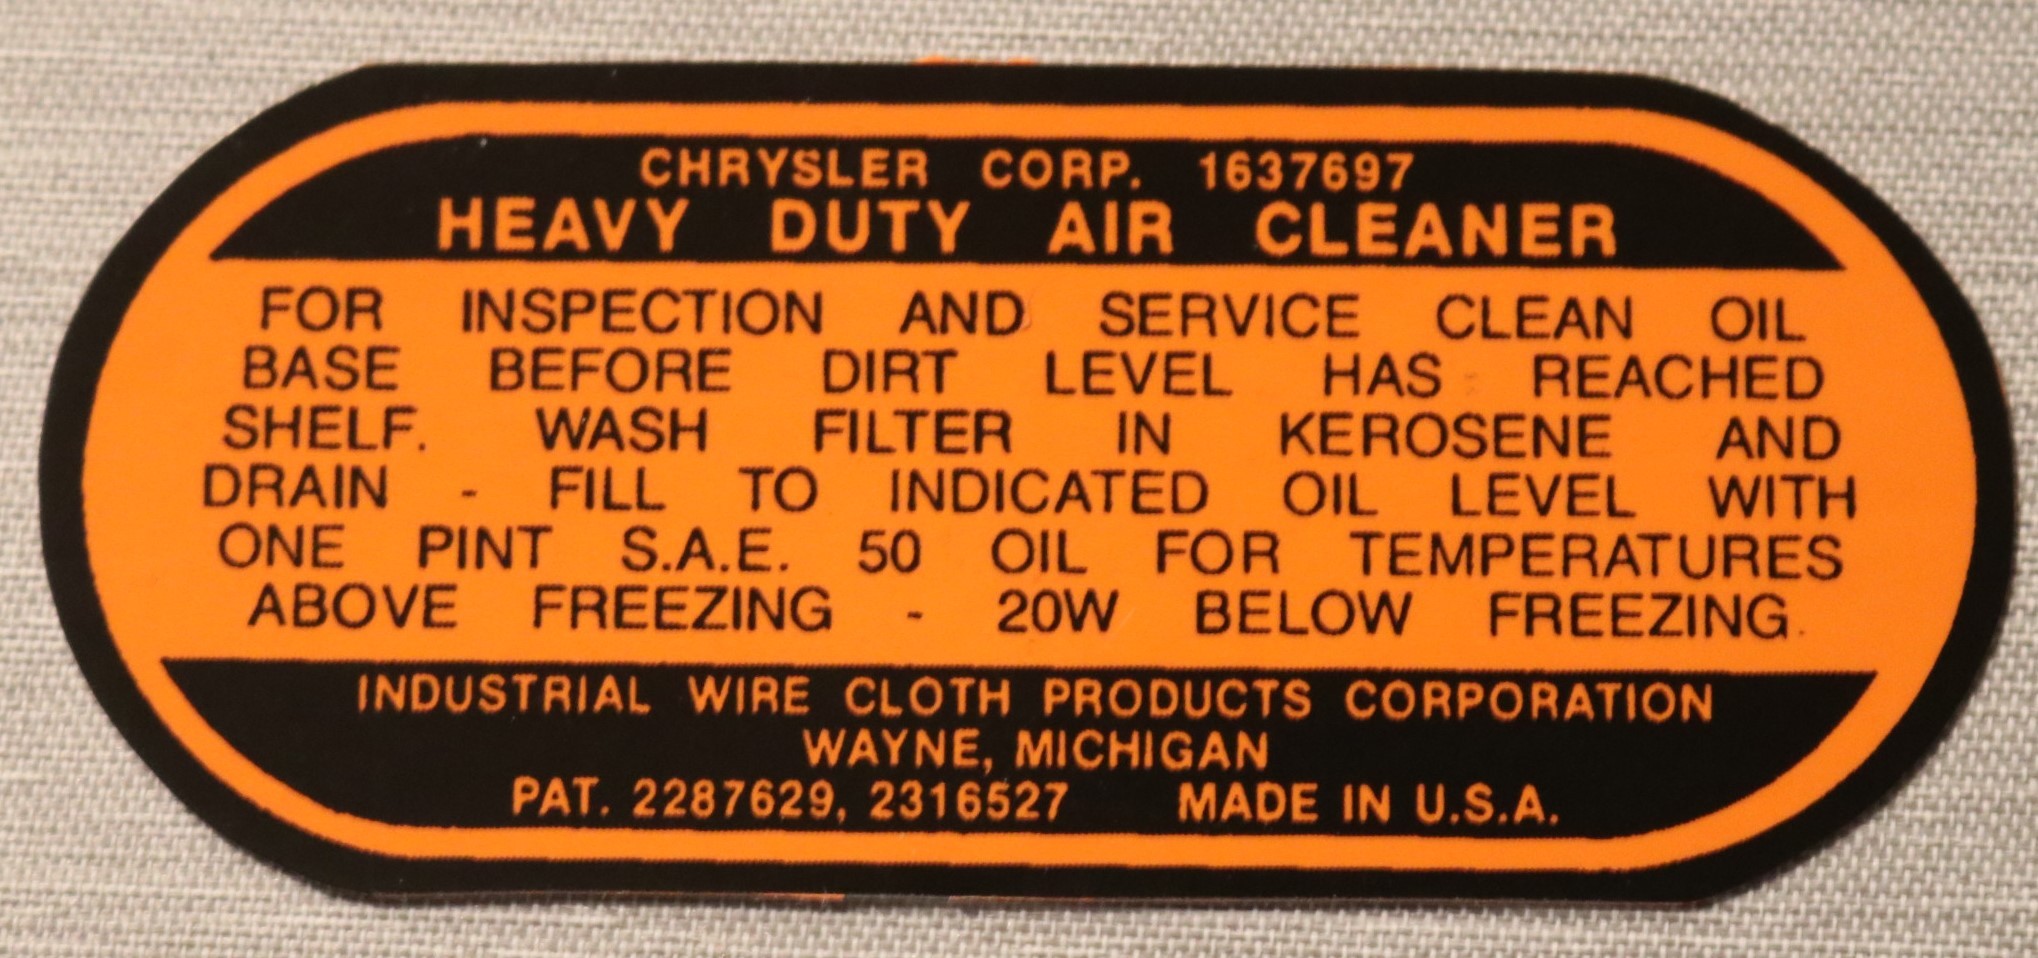 CHRYSLER CORP. 1637697
HEAVY DUTY AIR CLEANER
FOR INSPECTION AND SERVICE CLEAN OIL
BASE BEFORE DIRT LEVEL HAS REACHED
SHELF. WASH FILTER IN KEROSENE AND
DRAIN - FILL TO INDICATED OIL LEVEL WITH
ONE PINT S.A.E. 50 OIL FOR TEMPERATURES
ABOVE FREEZING - 20W BELOW FREEZING.
INDUSTRIAL WIRE CLOTH PRODUCTS CORPORATION
WAYNE, MICHIGAN
PAT. 2287629, 2316527 MADE IN U.S.A.